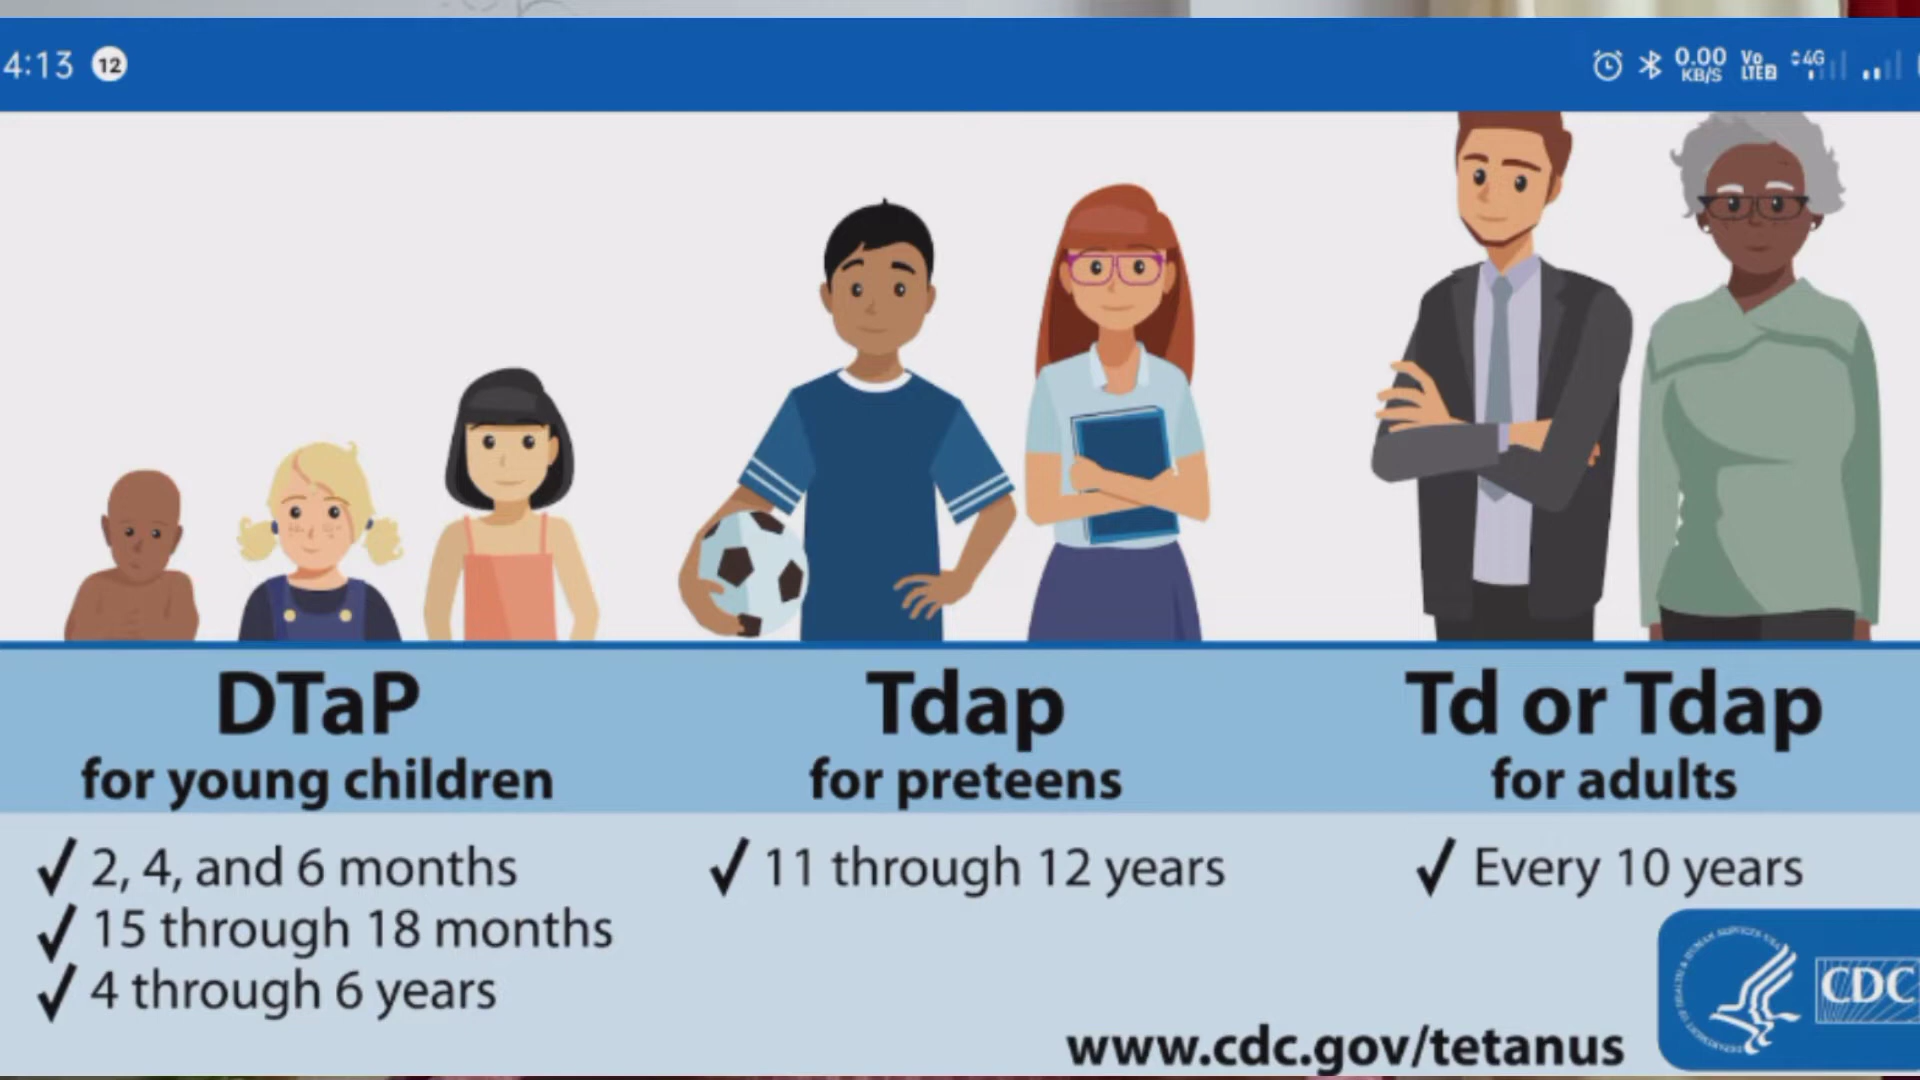 4:13 12 0.00 KB/S Vo LTE2 4G
DTaP
for young children
✓ 2, 4, and 6 months
✓ 15 through 18 months
✓ 4 through 6 years
Tdap
for preteens
✓ 11 through 12 years
Td or Tdap
for adults
✓ Every 10 years
www.cdc.gov/tetanus
CDC